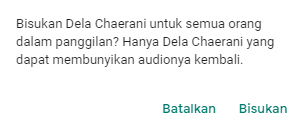 Bisukan Dela Chaerani untuk semua orang
dalam panggilan? Hanya Dela Chaerani yang
dapat membunyikan audionya kembali.
Batalkan Bisukan